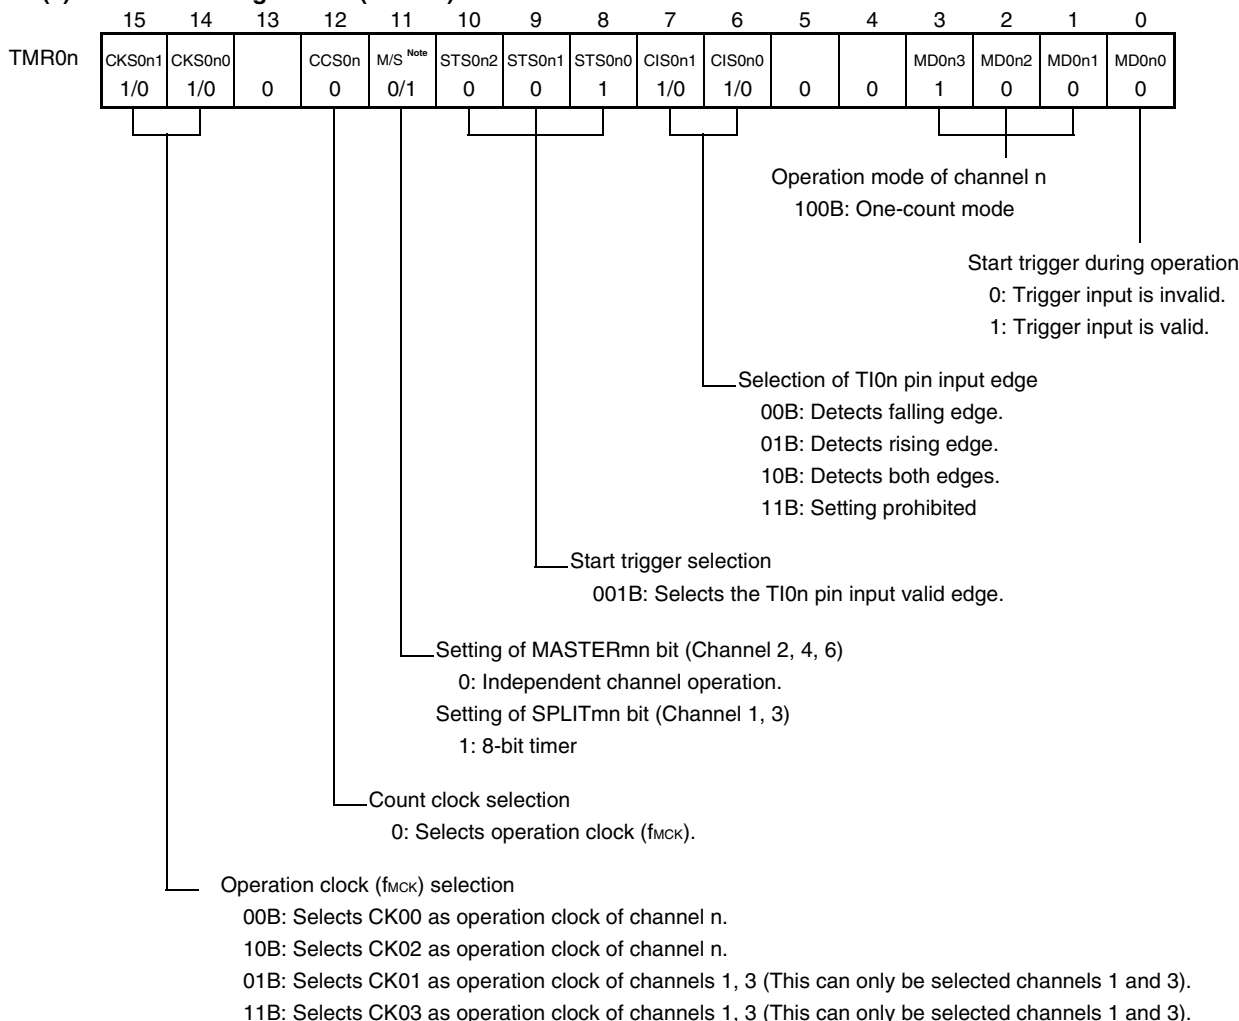 15 14 13 12 11 10 9 8 7 6 5 4 3 2 1 0
TMR0n CKS0n1 CKS0n0 CCS0n M/S Note STS0n2 STS0n1 STS0n0 CIS0n1 CIS0n0 MD0n3 MD0n2 MD0n1 MD0n0
1/0 1/0 0 0 0/1 0 0 1 1/0 1/0 0 0 1 0 0 0
Operation mode of channel n
100B: One-count mode
Start trigger during operation
0: Trigger input is invalid.
1: Trigger input is valid.
Selection of TI0n pin input edge
00B: Detects falling edge.
01B: Detects rising edge.
10B: Detects both edges.
11B: Setting prohibited
Start trigger selection
001B: Selects the TI0n pin input valid edge.
Setting of MASTERmn bit (Channel 2, 4, 6)
0: Independent channel operation.
Setting of SPLITmn bit (Channel 1, 3)
1: 8-bit timer
Count clock selection
0: Selects operation clock (fMCK).
Operation clock (fMCK) selection
00B: Selects CK00 as operation clock of channel n.
10B: Selects CK02 as operation clock of channel n.
01B: Selects CK01 as operation clock of channels 1, 3 (This can only be selected channels 1 and 3).
11B: Selects CK03 as operation clock of channels 1, 3 (This can only be selected channels 1 and 3).